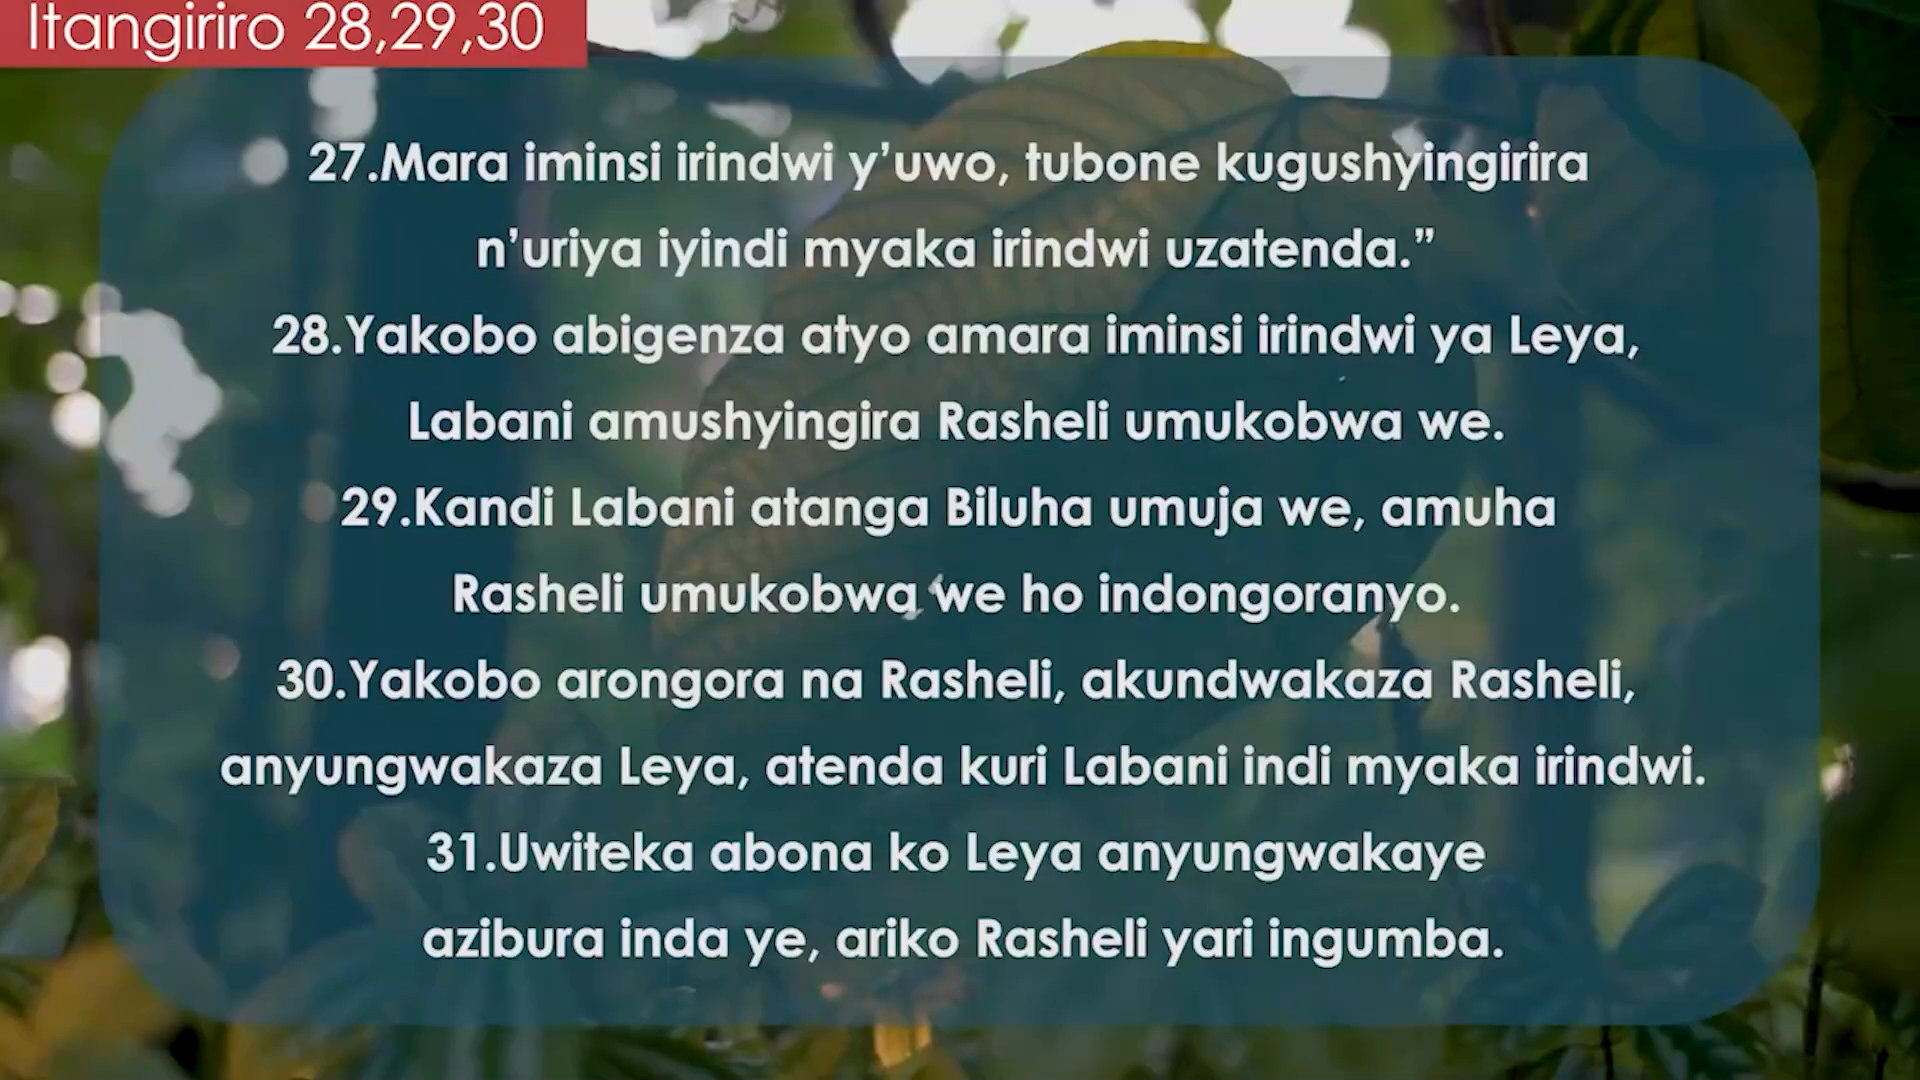 Itangiriro 28,29,30
27.Mara iminsi irindwi y’uwo, tubone kugushyingirira
n’uriya iyindi myaka irindwi uzatenda.”
28.Yakobo abigenza atyo amara iminsi irindwi ya Leya,
Labani amushyingira Rasheli umukobwa we.
29.Kandi Labani atanga Biluha umuja we, amuha
Rasheli umukobwa we ho indongoranyo.
30.Yakobo arongora na Rasheli, akundwakaza Rasheli,
anyungwakaza Leya, atenda kuri Labani indi myaka irindwi.
31.Uwiteka abona ko Leya anyungwakaye
azibura inda ye, ariko Rasheli yari ingumba.